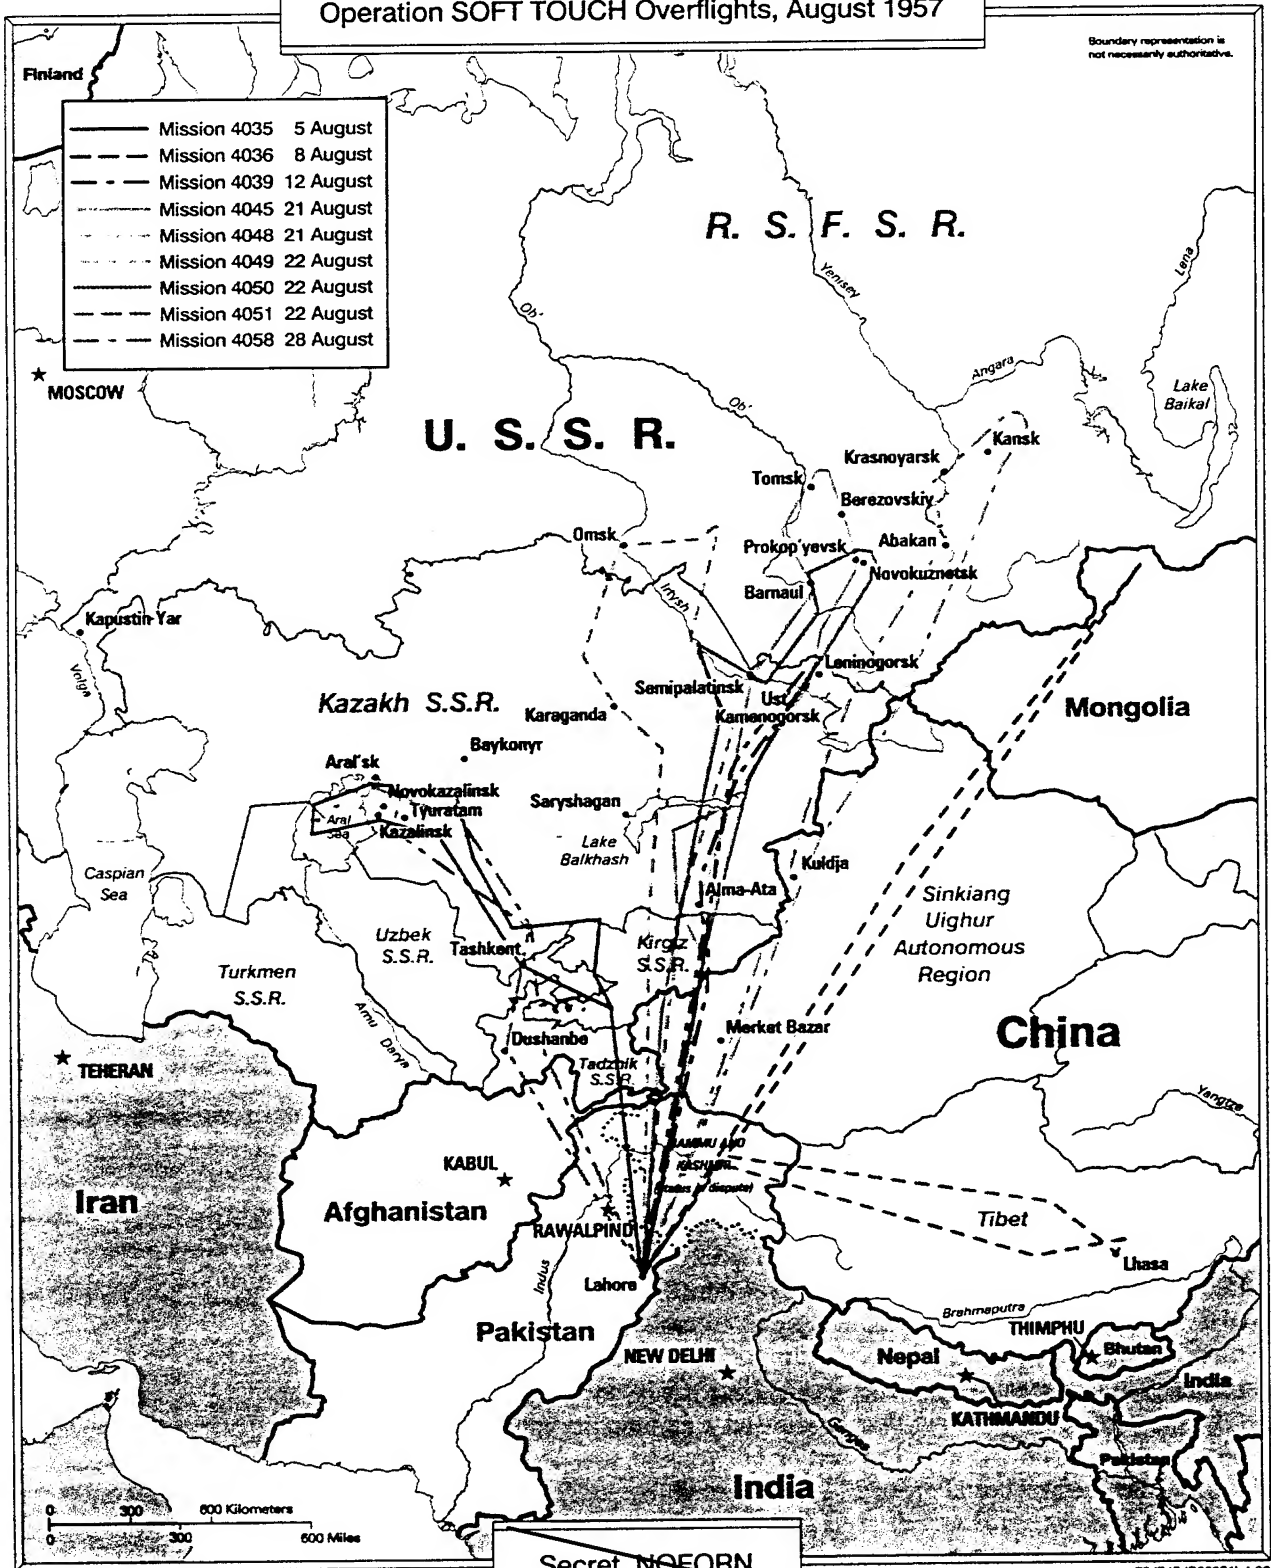 Operation SOFT TOUCH Overflights, August 1957
Boundary representation is
not necessarily authoritative.
Finland
Mission 4035 5 August
Mission 4036 8 August
Mission 4039 12 August
Mission 4045 21 August
Mission 4048 21 August
Mission 4049 22 August
Mission 4050 22 August
Mission 4051 22 August
Mission 4058 28 August
R. S. F. S. R.
Yenisey
Lena
Ob'
MOSCOW
Angara
Lake
Baikal
Ob'
U. S. S. R.
Kansk
Krasnoyarsk
Tomsk
Berezovskiy
Omsk
Prokop'yevsk
Abakan
Novokuznetsk
Barnaul
Irtysh
Kapustin Yar
Volga
Leninogorsk
Semipalatinsk
Ust'
Kamenogorsk
Kazakh S.S.R.
Karaganda
Mongolia
Baykonyr
Aral'sk
Novokazalinsk
Tyuratam
Kazalinsk
Aral
Sea
Saryshagan
Lake
Balkhash
Caspian
Sea
Alma-Ata
Kuldja
Sinkiang
Uighur
Autonomous
Region
Uzbek
S.S.R.
Tashkent
Kirgiz
S.S.R.
Turkmen
S.S.R.
Amu Darya
Dushanbe
Tadzhik
S.S.R.
Merket Bazar
China
TEHERAN
Yangtze
JAMMU AND
KASHMIR
(Status in dispute)
KABUL
Iran
Afghanistan
RAWALPINDI
Tibet
Lhasa
Indus
Lahore
Brahmaputra
Pakistan
THIMPHU
Bhutan
NEW DELHI
Nepal
India
KATHMANDU
Ganges
Pakistan
India
0 300 600 Kilometers
0 300 600 Miles
Secret NOFORN